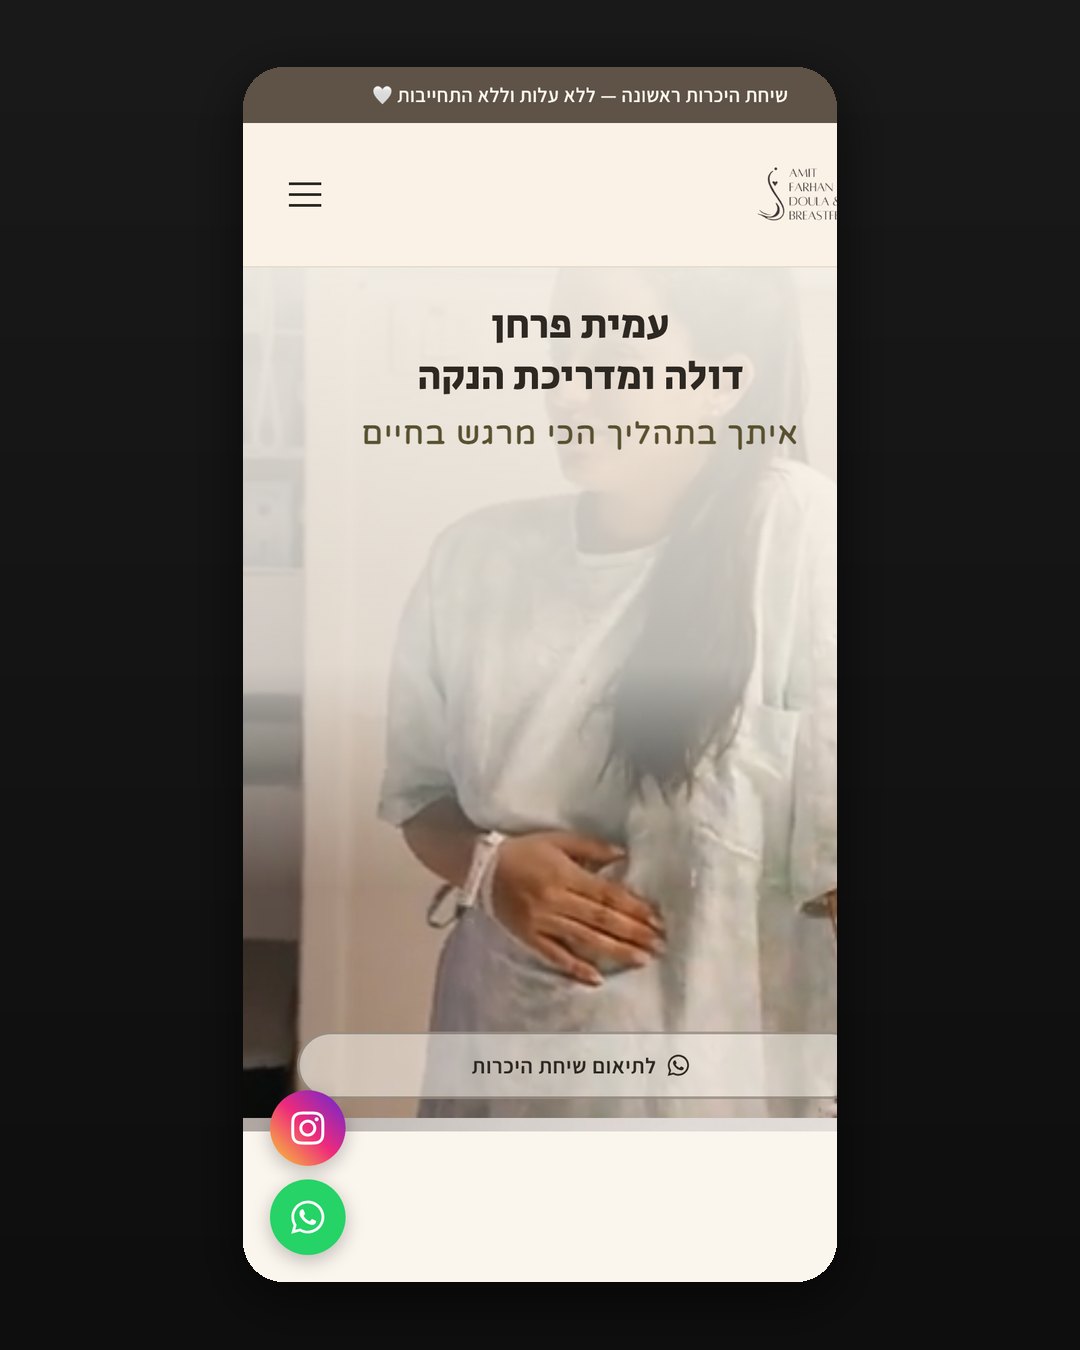 שיחת היכרות ראשונה — ללא עלות וללא התחייבות 🤍
AMIT
FARHAN
DOULA &
עמית פרחן
דולה ומדריכת הנקה
איתך בתהליך הכי מרגש בחיים
לתיאום שיחת היכרות